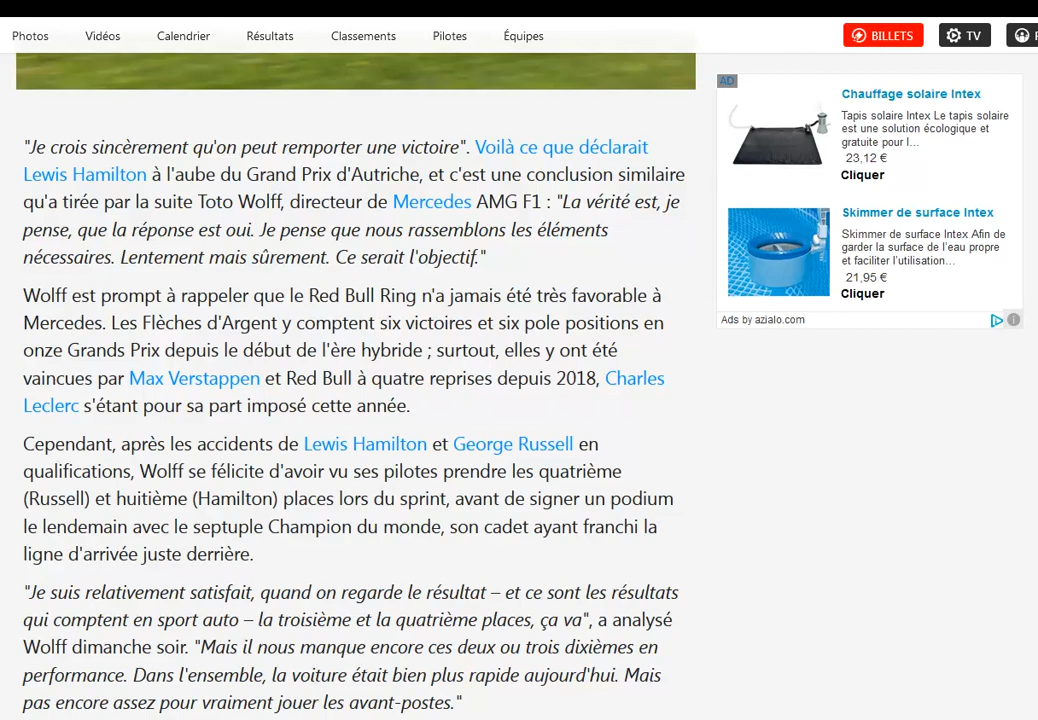 Photos Vidéos Calendrier Résultats Classements Pilotes Équipes BILLETS TV
"Je crois sincèrement qu'on peut remporter une victoire". Voilà ce que déclarait
Lewis Hamilton à l'aube du Grand Prix d'Autriche, et c'est une conclusion similaire
qu'a tirée par la suite Toto Wolff, directeur de Mercedes AMG F1 : "La vérité est, je
pense, que la réponse est oui. Je pense que nous rassemblons les éléments
nécessaires. Lentement mais sûrement. Ce serait l'objectif."
Wolff est prompt à rappeler que le Red Bull Ring n'a jamais été très favorable à
Mercedes. Les Flèches d'Argent y comptent six victoires et six pole positions en
onze Grands Prix depuis le début de l'ère hybride ; surtout, elles y ont été
vaincues par Max Verstappen et Red Bull à quatre reprises depuis 2018, Charles
Leclerc s'étant pour sa part imposé cette année.
Cependant, après les accidents de Lewis Hamilton et George Russell en
qualifications, Wolff se félicite d'avoir vu ses pilotes prendre les quatrième
(Russell) et huitième (Hamilton) places lors du sprint, avant de signer un podium
le lendemain avec le septuple Champion du monde, son cadet ayant franchi la
ligne d'arrivée juste derrière.
"Je suis relativement satisfait, quand on regarde le résultat – et ce sont les résultats
qui comptent en sport auto – la troisième et la quatrième places, ça va", a analysé
Wolff dimanche soir. "Mais il nous manque encore ces deux ou trois dixièmes en
performance. Dans l'ensemble, la voiture était bien plus rapide aujourd'hui. Mais
pas encore assez pour vraiment jouer les avant-postes."
AD
Chauffage solaire Intex
Tapis solaire Intex Le tapis solaire
est une solution écologique et
gratuite pour l...
23,12 €
Cliquer
Skimmer de surface Intex
Skimmer de surface Intex Afin de
garder la surface de l'eau propre
et faciliter l'utilisation...
21,95 €
Cliquer
Ads by azialo.com